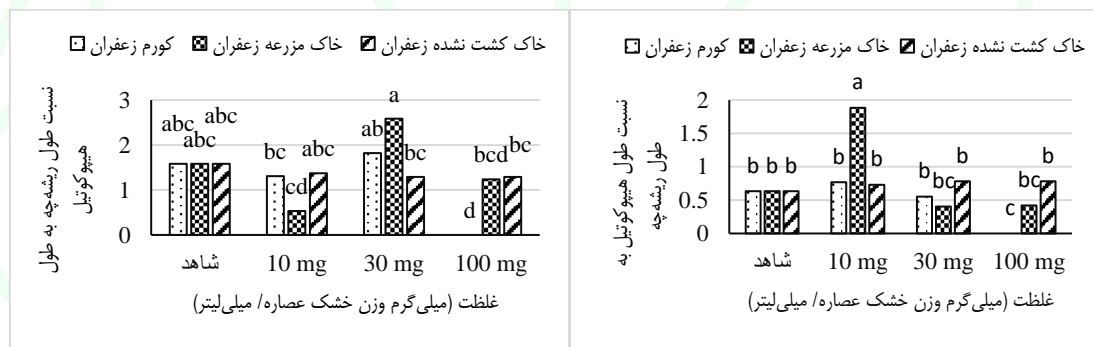 کورم زعفران خاک مزرعه زعفران خاک کشت نشده زعفران
نسبت طول ریشه‌چه به طول
هیپوکوتیل
3
2
1
0
abc
abc
abc
bc
cd
abc
ab
a
bc
d
bcd
bc
شاهد 10 mg 30 mg 100 mg
غلظت (میلی‌گرم وزن خشک عصاره/ میلی‌لیتر)
کورم زعفران خاک مزرعه زعفران خاک کشت نشده زعفران
نسبت طول هیپوکوتیل به
طول ریشه‌چه
2
1.5
1
0.5
0
b b b
b
a
b
b
bc
b
c
bc
b
شاهد 10 mg 30 mg 100 mg
غلظت (میلی‌گرم وزن خشک عصاره/ میلی‌لیتر)